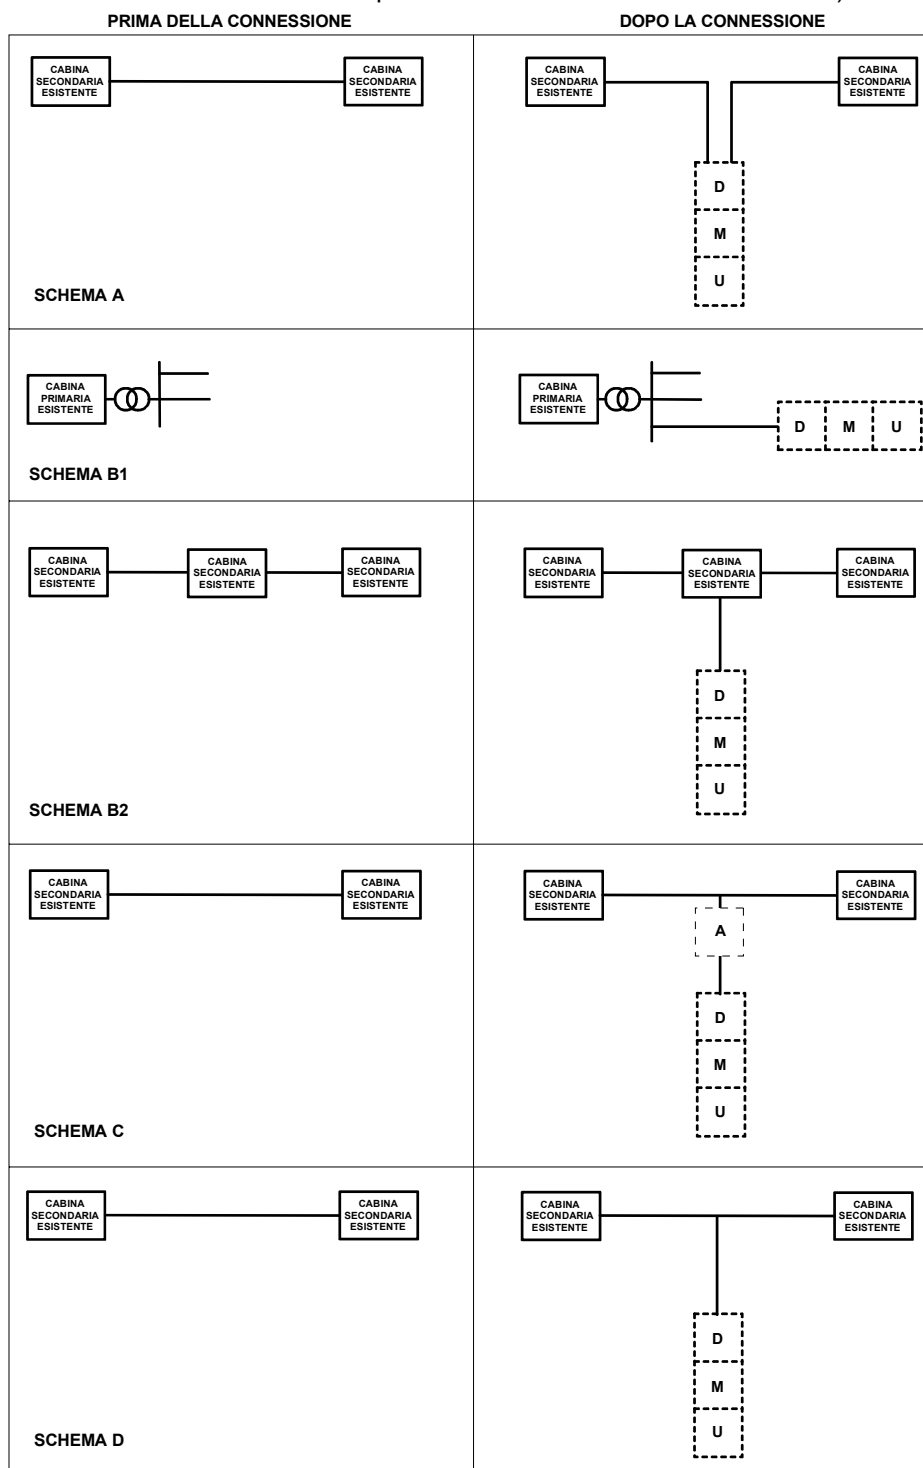 PRIMA DELLA CONNESSIONE
DOPO LA CONNESSIONE
CABINA
SECONDARIA
ESISTENTE
CABINA
SECONDARIA
ESISTENTE
SCHEMA A
CABINA
SECONDARIA
ESISTENTE
CABINA
SECONDARIA
ESISTENTE
D
M
U
CABINA
PRIMARIA
ESISTENTE
SCHEMA B1
CABINA
PRIMARIA
ESISTENTE
D M U
CABINA
SECONDARIA
ESISTENTE
CABINA
SECONDARIA
ESISTENTE
CABINA
SECONDARIA
ESISTENTE
SCHEMA B2
CABINA
SECONDARIA
ESISTENTE
CABINA
SECONDARIA
ESISTENTE
CABINA
SECONDARIA
ESISTENTE
D
M
U
CABINA
SECONDARIA
ESISTENTE
CABINA
SECONDARIA
ESISTENTE
SCHEMA C
CABINA
SECONDARIA
ESISTENTE
CABINA
SECONDARIA
ESISTENTE
A
D
M
U
CABINA
SECONDARIA
ESISTENTE
CABINA
SECONDARIA
ESISTENTE
SCHEMA D
CABINA
SECONDARIA
ESISTENTE
CABINA
SECONDARIA
ESISTENTE
D
M
U